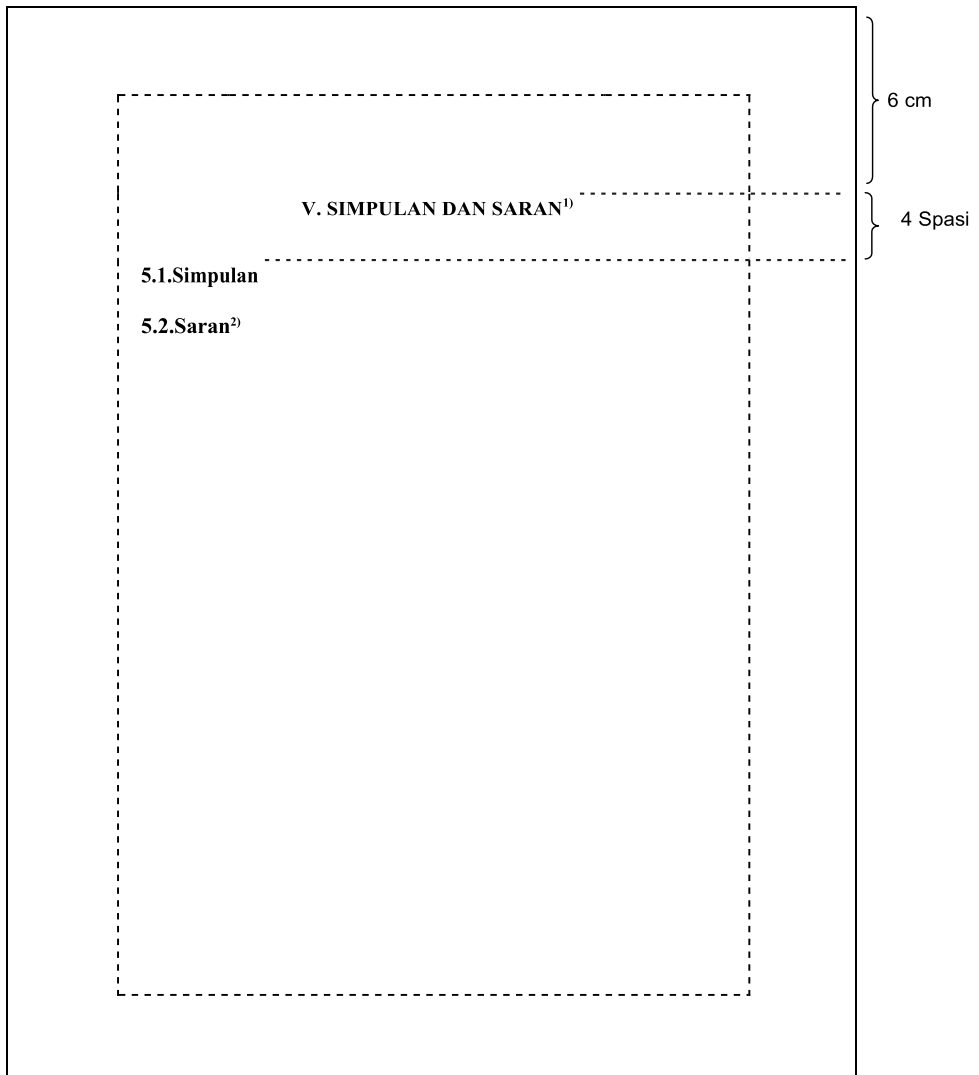 6 cm
V. SIMPULAN DAN SARAN¹⁾
4 Spasi
5.1.Simpulan
5.2.Saran²⁾